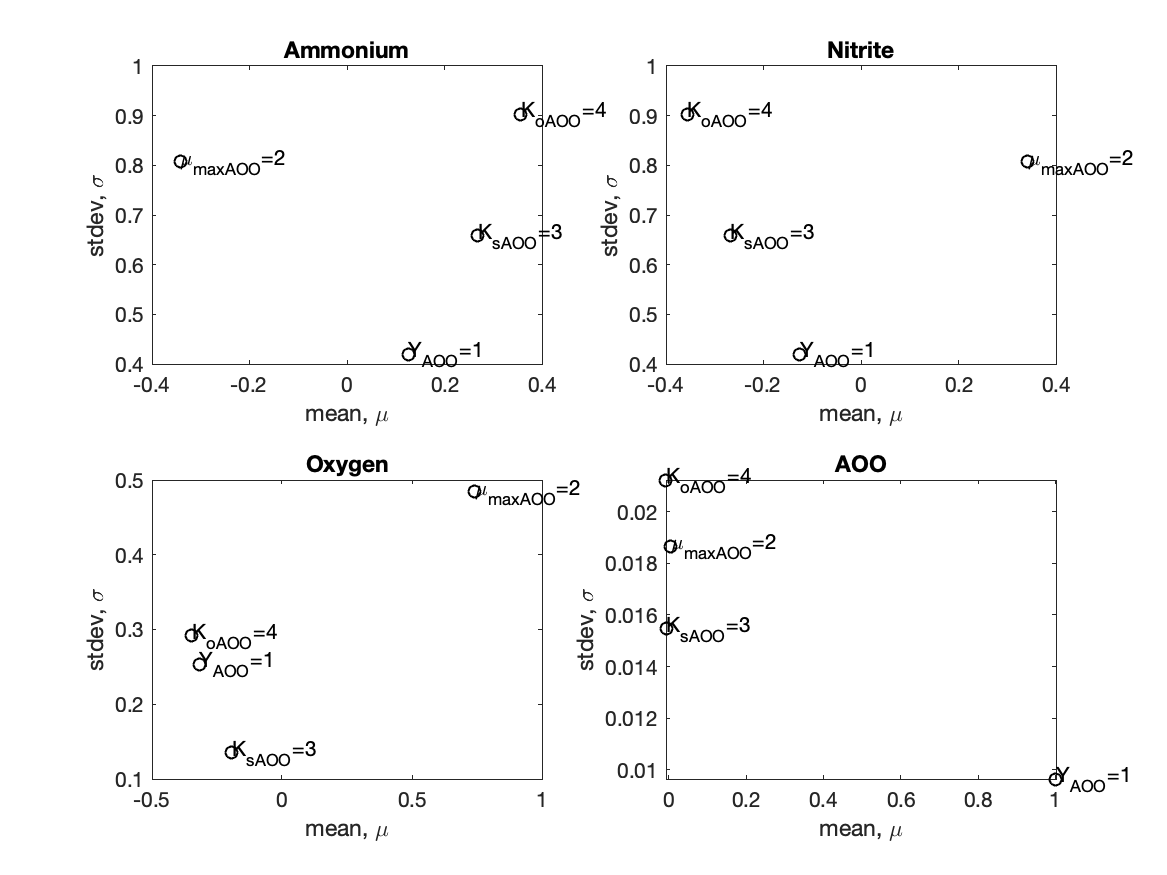 Ammonium
1
0.9
0.8
0.7
0.6
0.5
0.4
stdev, σ
K_oAOO=4
μ_maxAOO=2
K_sAOO=3
Y_AOO=1
-0.4 -0.2 0 0.2 0.4
mean, μ
Nitrite
1
0.9
0.8
0.7
0.6
0.5
0.4
stdev, σ
K_oAOO=4
μ_maxAOO=2
K_sAOO=3
Y_AOO=1
-0.4 -0.2 0 0.2 0.4
mean, μ
Oxygen
0.5
0.4
0.3
0.2
0.1
stdev, σ
μ_maxAOO=2
K_oAOO=4
Y_AOO=1
K_sAOO=3
-0.5 0 0.5 1
mean, μ
AOO
0.02
0.018
0.016
0.014
0.012
0.01
stdev, σ
K_oAOO=4
μ_maxAOO=2
K_sAOO=3
Y_AOO=1
0 0.2 0.4 0.6 0.8 1
mean, μ